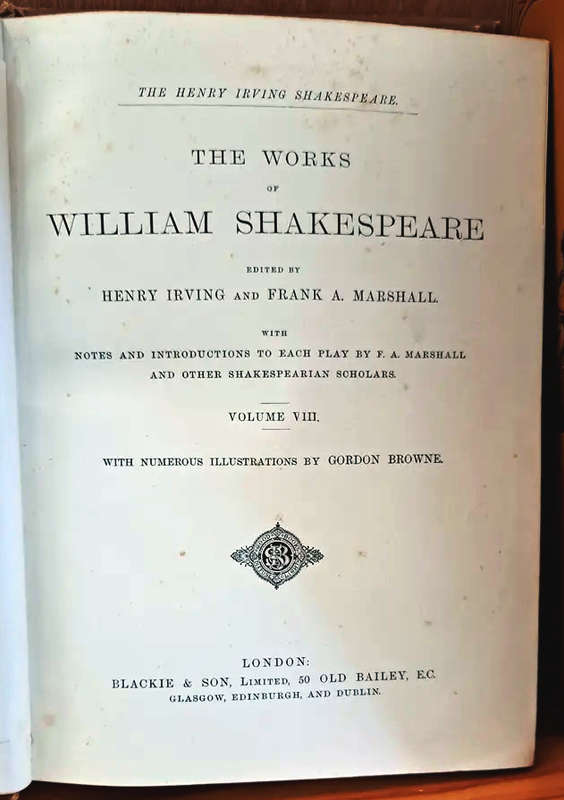 THE HENRY IRVING SHAKESPEARE.
THE WORKS
OF
WILLIAM SHAKESPEARE
EDITED BY
HENRY IRVING AND FRANK A. MARSHALL.
WITH
NOTES AND INTRODUCTIONS TO EACH PLAY BY F. A. MARSHALL
AND OTHER SHAKESPEARIAN SCHOLARS.
VOLUME VIII.
WITH NUMEROUS ILLUSTRATIONS BY GORDON BROWNE.
LONDON:
BLACKIE & SON, LIMITED, 50 OLD BAILEY, E.C.
GLASGOW, EDINBURGH, AND DUBLIN.